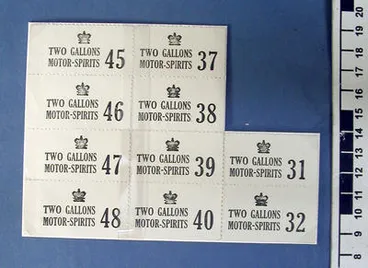 TWO GALLONS
MOTOR-SPIRITS 45
TWO GALLONS
MOTOR-SPIRITS 37
TWO GALLONS
MOTOR-SPIRITS 46
TWO GALLONS
MOTOR-SPIRITS 38
TWO GALLONS
MOTOR-SPIRITS 47
TWO GALLONS
MOTOR-SPIRITS 39
TWO GALLONS
MOTOR-SPIRITS 31
TWO GALLONS
MOTOR-SPIRITS 48
TWO GALLONS
MOTOR-SPIRITS 40
TWO GALLONS
MOTOR-SPIRITS 32
20
19
18
17
16
15
14
13
12
11
10
9
8